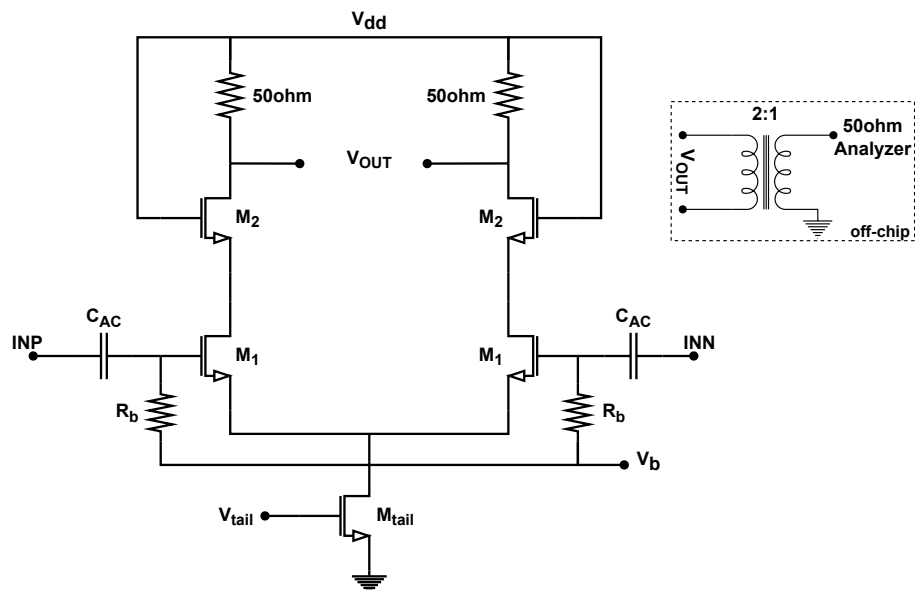 Vdd
50ohm
50ohm
2:1
50ohm
Analyzer
VOUT
VOUT
off-chip
M2
M2
CAC
CAC
INP
INN
M1
M1
Rb
Rb
Vb
Vtail
Mtail